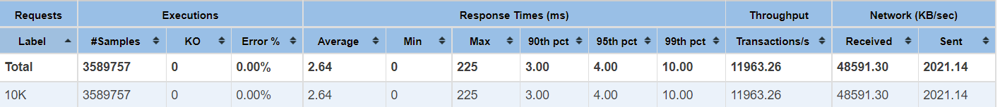 Requests Executions Response Times (ms) Throughput Network (KB/sec)
Label #Samples KO Error % Average Min Max 90th pct 95th pct 99th pct Transactions/s Received Sent
Total 3589757 0 0.00% 2.64 0 225 3.00 4.00 10.00 11963.26 48591.30 2021.14
10K 3589757 0 0.00% 2.64 0 225 3.00 4.00 10.00 11963.26 48591.30 2021.14